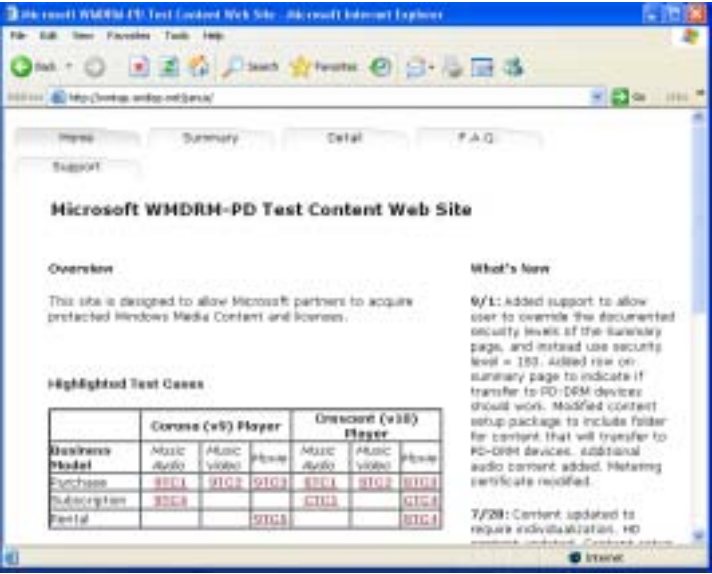 Microsoft WMDRM-PD Test Content Web Site - Microsoft Internet Explorer
File Edit View Favorites Tools Help
Back Search Favorites
Go Links
Home Summary Detail F.A.Q.
Support
Microsoft WMDRM-PD Test Content Web Site
Overview
This site is designed to allow Microsoft partners to acquire
protected Windows Media Content and licenses.
Highlighted Test Cases
Corona (v9) Player Crescent (v10) Player
Business Model Music Audio Music Video Movie Music Audio Music Video Movie
Purchase
Subscription
Rental
What's New
9/1: Added support to allow
user to override the documented
security levels of the Summary
page, and instead use security
level = 150. Added row on
summary page to indicate if
transfer to PD-DRM devices
should work. Modified content
setup package to include folder
for content that will transfer to
PD-DRM devices. Additional
audio content added. Metering
certificate modified.
7/20: Content updated to
require individualization. HD
Internet